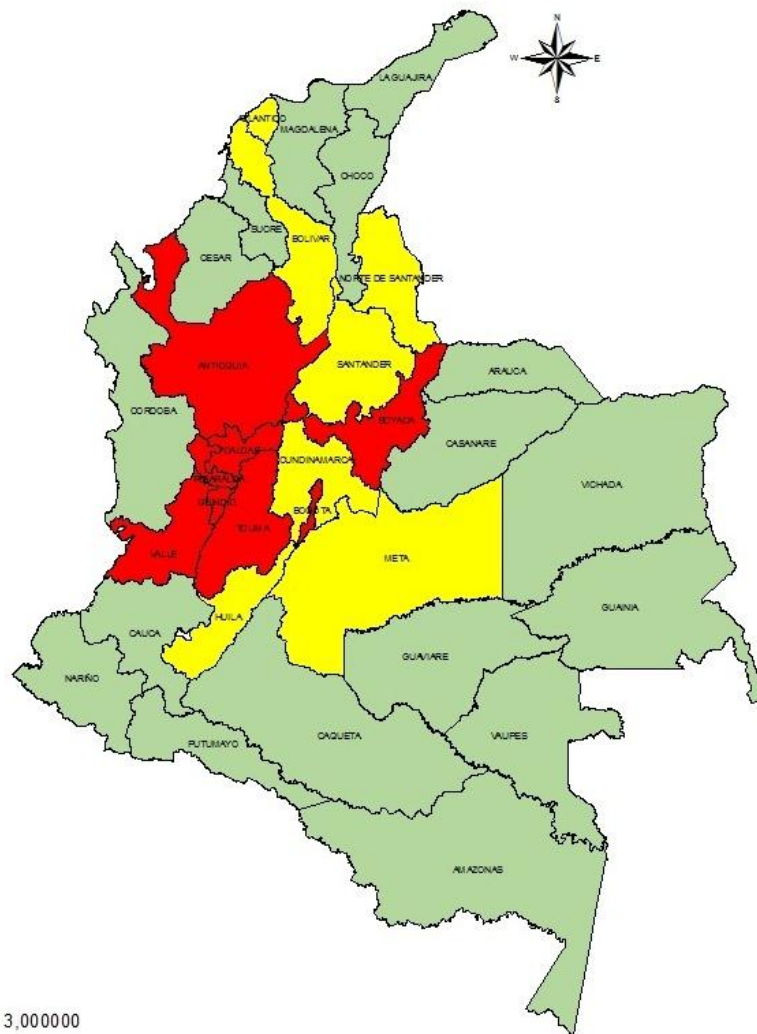 N
W E
S
LA GUAJIRA
ATLANTICO
MAGDALENA
CHOCO
SUCRE
BOLIVAR
CESAR
NORTE DE SANTANDER
ANTIOQUIA
SANTANDER
ARAUCA
CORDOBA
BOYACA
CASANARE
CUNDINAMARCA
VICHADA
BOGOTA
TOLIMA
VALLE
META
GUAINIA
HUILA
CAUCA
GUAVIARE
NARIÑO
CAQUETA
VAUPES
PUTUMAYO
AMAZONAS
3,000000